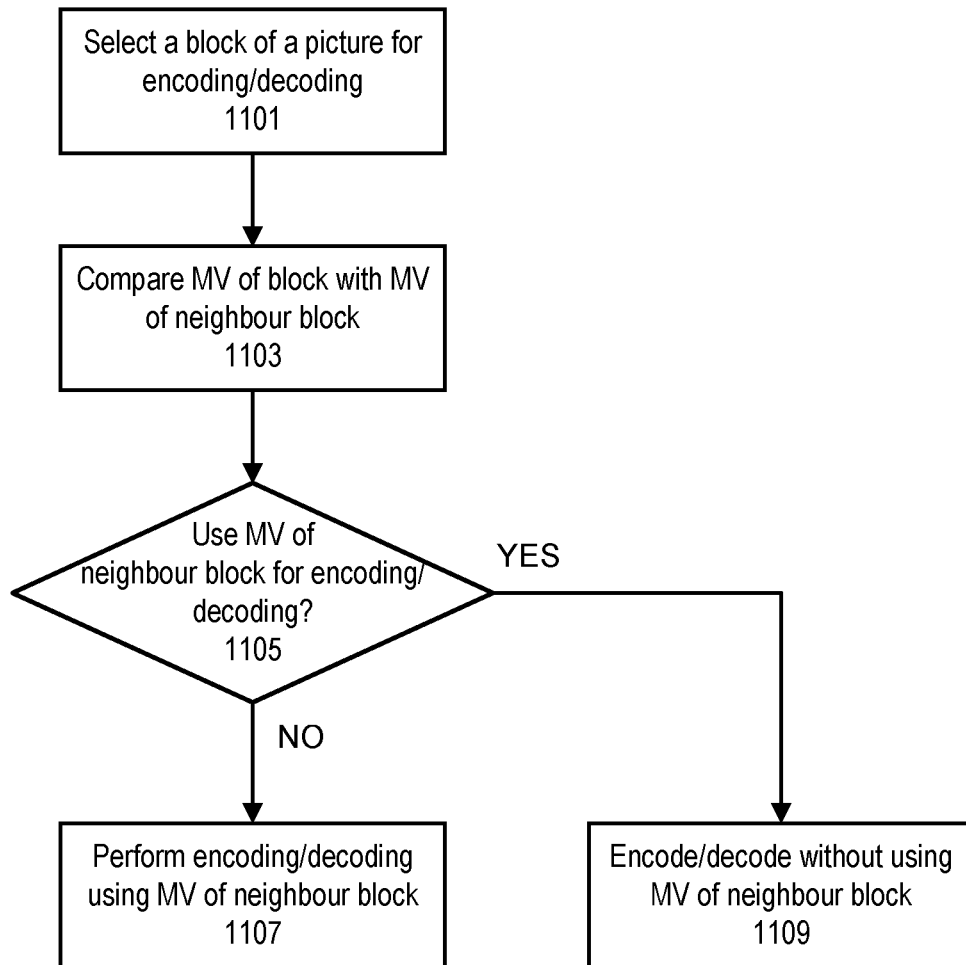 Select a block of a picture for
encoding/decoding
1101
Compare MV of block with MV
of neighbour block
1103
Use MV of
neighbour block for encoding/
decoding?
1105
YES
NO
Perform encoding/decoding
using MV of neighbour block
1107
Encode/decode without using
MV of neighbour block
1109